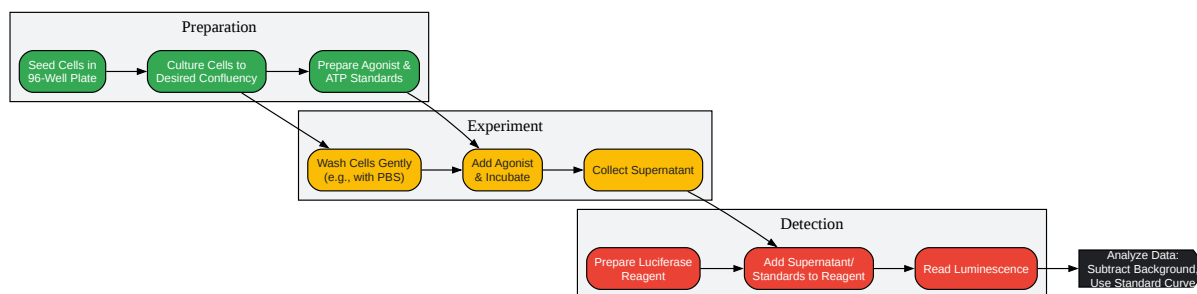 Preparation
Seed Cells in
96-Well Plate
Culture Cells to
Desired Confluency
Prepare Agonist &
ATP Standards
Experiment
Wash Cells Gently
(e.g., with PBS)
Add Agonist
& Incubate
Collect Supernatant
Detection
Prepare Luciferase
Reagent
Add Supernatant/
Standards to Reagent
Read Luminescence
Analyze Data:
Subtract Background,
Use Standard Curve